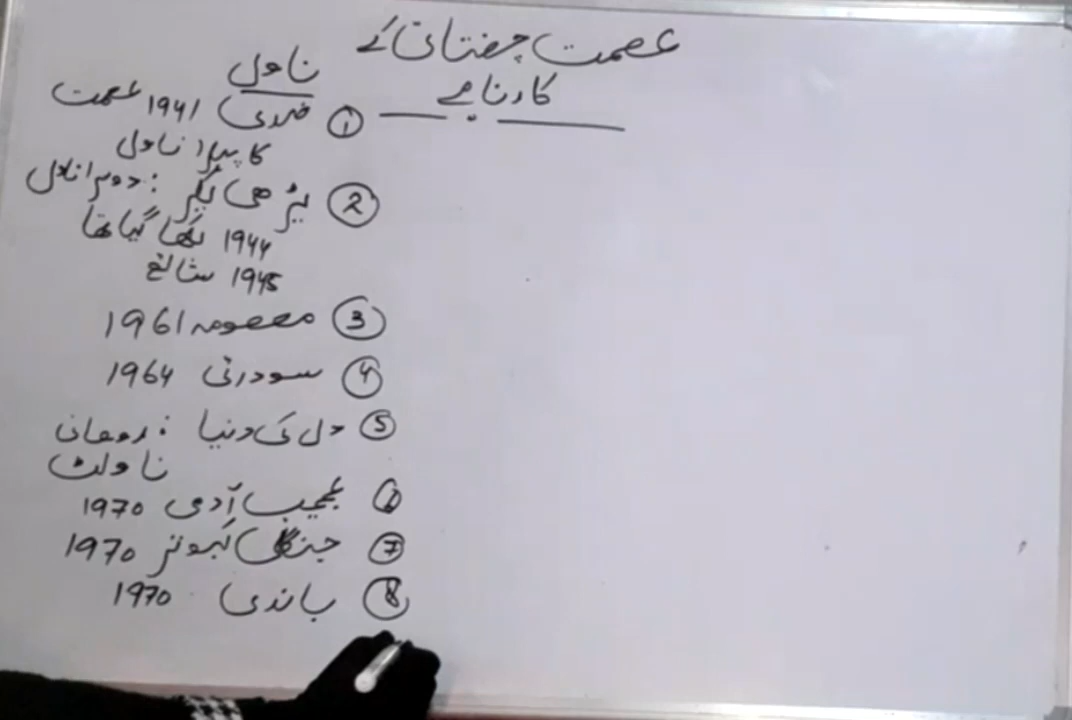 عصمت چغتائی کے
کارنامے
ناول
① ضدی 1941 عصمت
کا پہلا ناول
② ٹیڑھی لکیر : دوسرا ناول
1944 لکھا گیا تھا
1945 شائع
③ معصومہ 1961
④ سودائی 1964
⑤ دل کی دنیا : رومانی
ناولٹ
⑥ عجیب آدمی 1970
⑦ جنگلی کبوتر 1970
⑧ باندی 1970